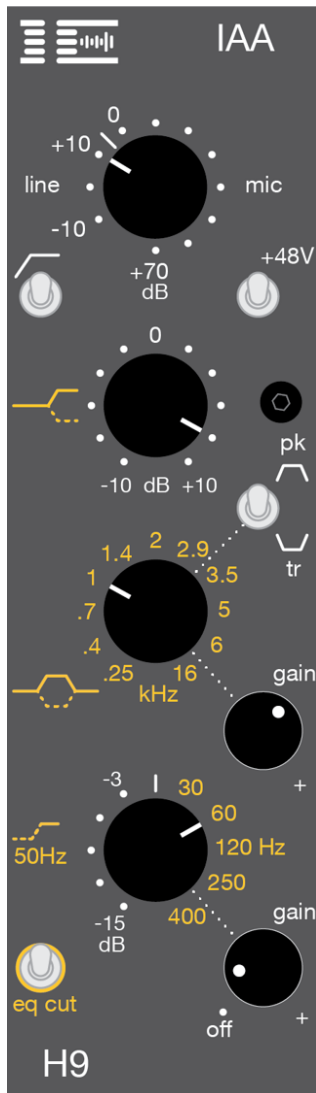 IAA
0
+10
line
mic
-10
+70
dB
+48V
0
-10 dB +10
pk
tr
2
1.4
2.9
1
3.5
.7
5
.4
6
.25
16
kHz
gain
+
-3
30
60
50Hz
120 Hz
250
-15
400
dB
gain
eq cut
off
+
H9